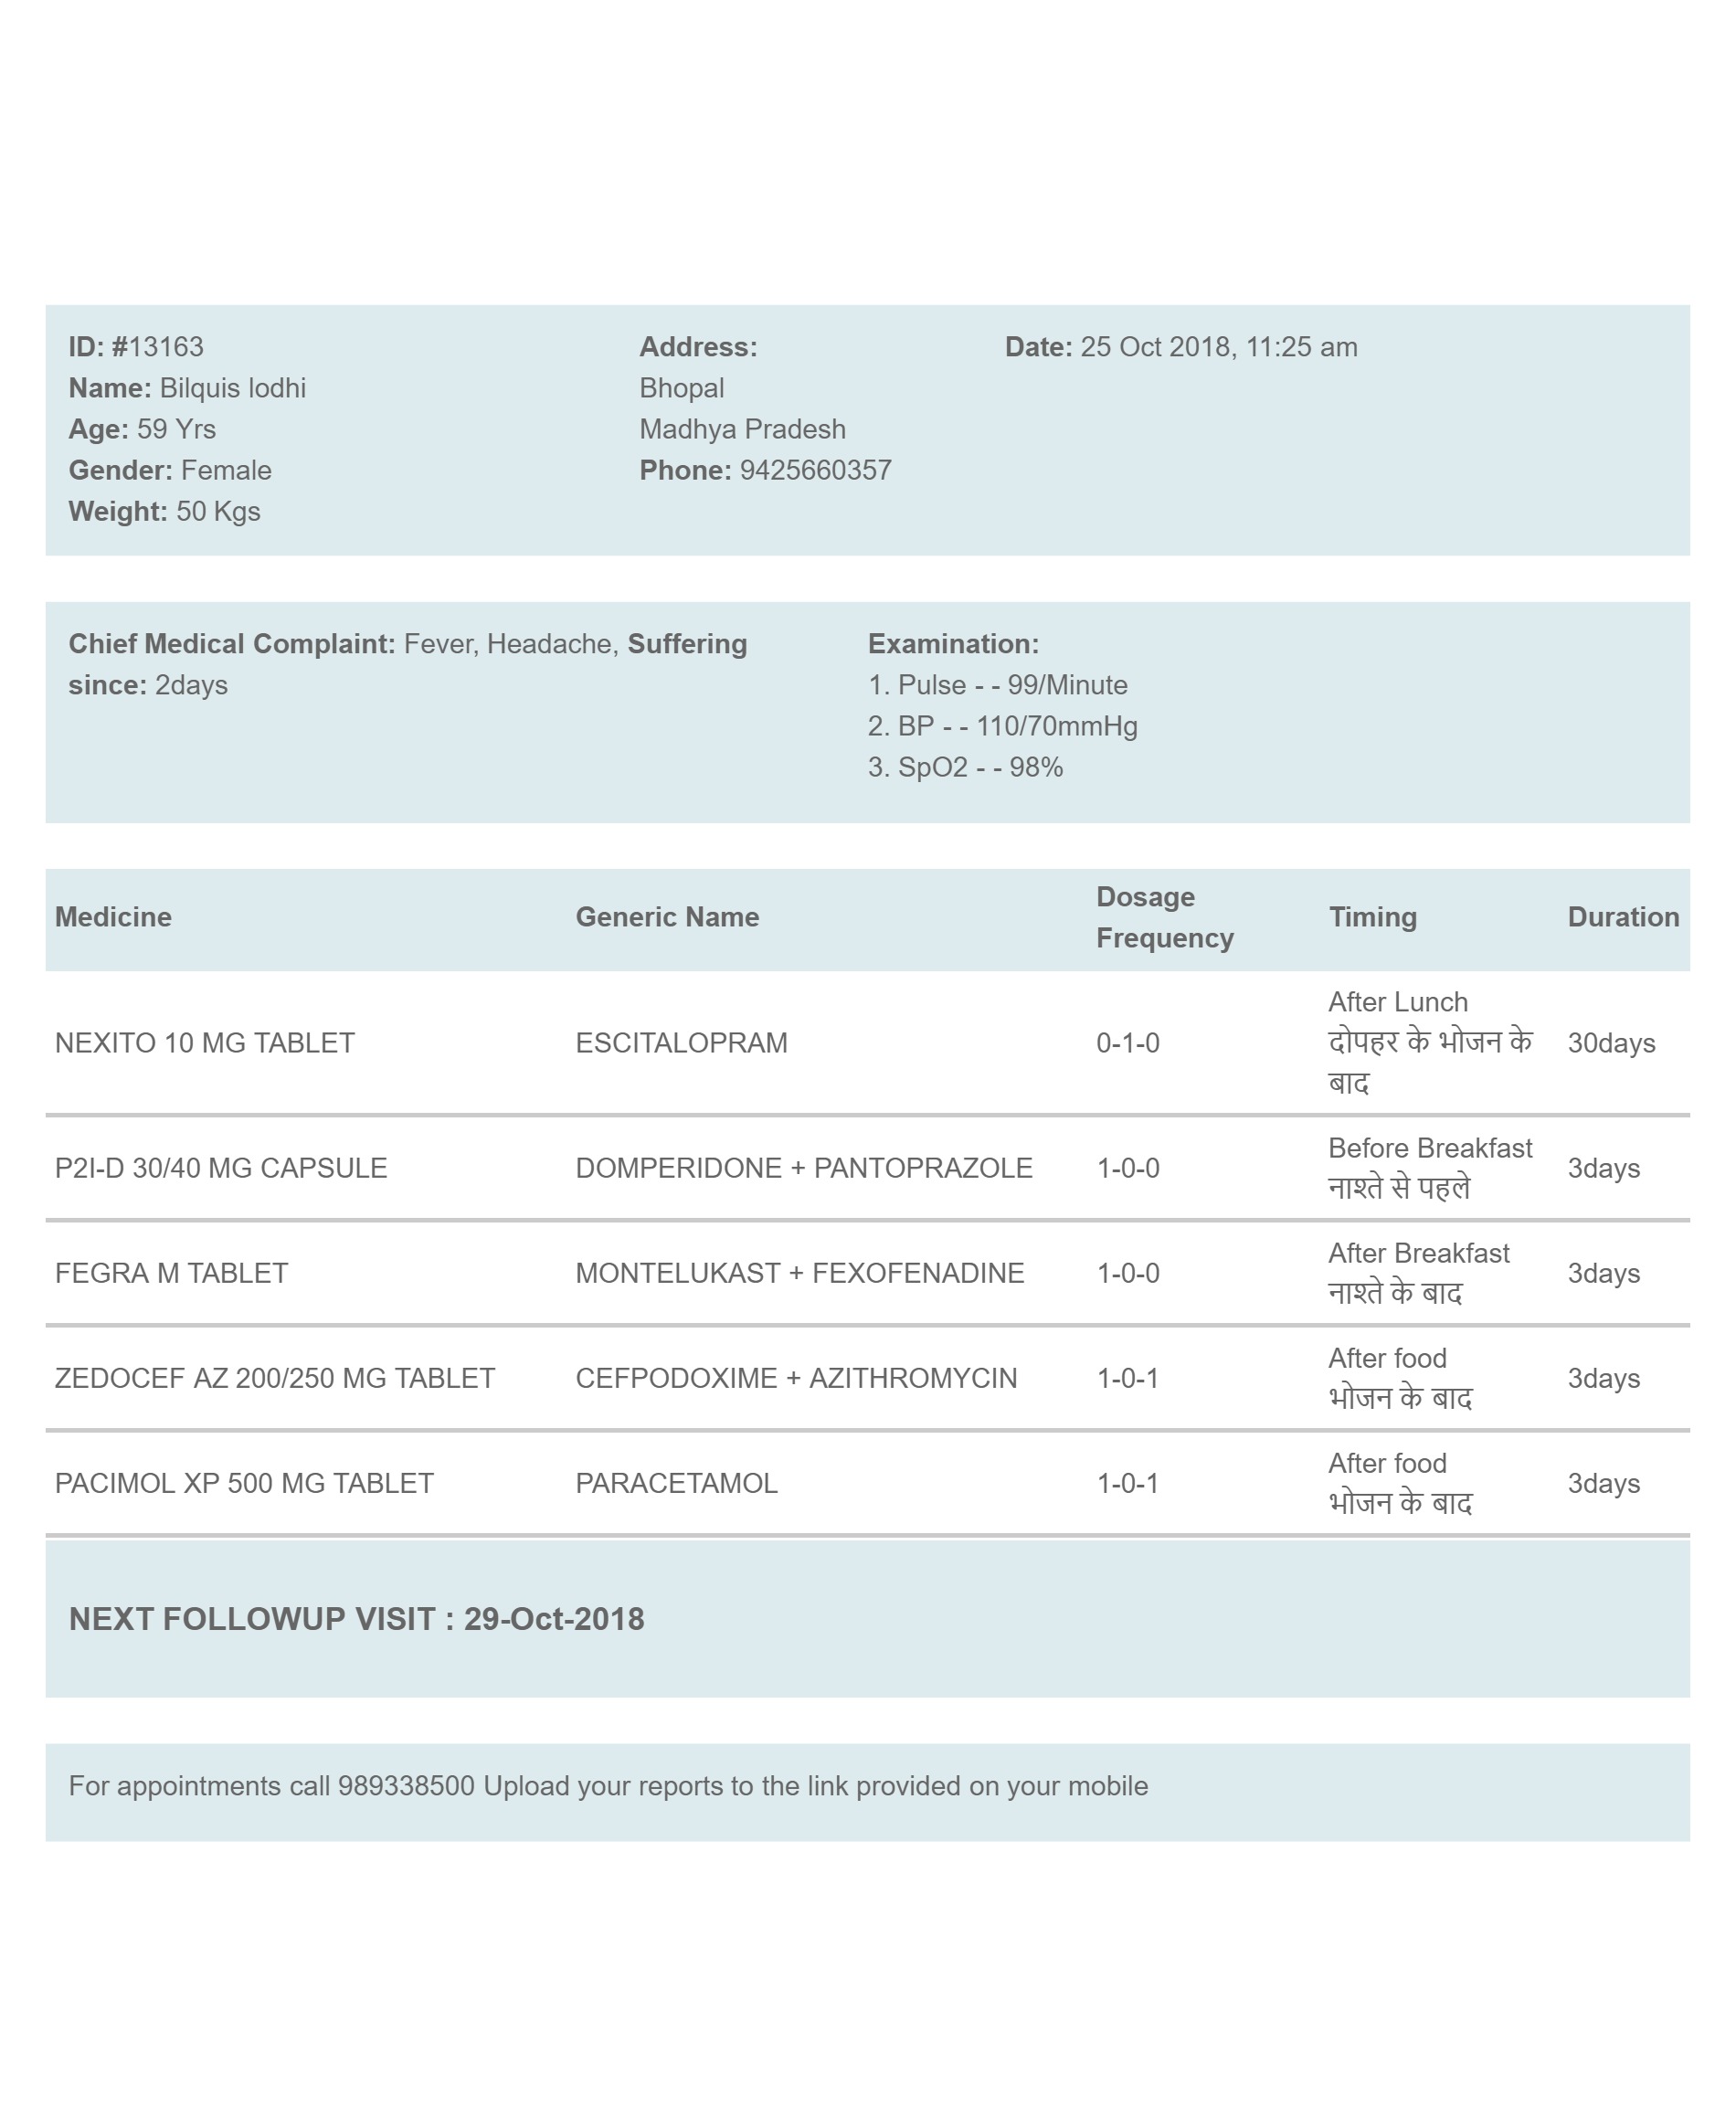 ID: #13163
Name: Bilquis lodhi
Age: 59 Yrs
Gender: Female
Weight: 50 Kgs
Address:
Bhopal
Madhya Pradesh
Phone: 9425660357
Date: 25 Oct 2018, 11:25 am
Chief Medical Complaint: Fever, Headache, Suffering
since: 2days
Examination:
1. Pulse - - 99/Minute
2. BP - - 110/70mmHg
3. SpO2 - - 98%
Medicine Generic Name Dosage Frequency Timing Duration
NEXITO 10 MG TABLET ESCITALOPRAM 0-1-0 After Lunch 30days
दोपहर के भोजन के
बाद
P2I-D 30/40 MG CAPSULE DOMPERIDONE + PANTOPRAZOLE 1-0-0 Before Breakfast 3days
नाश्ते से पहले
FEGRA M TABLET MONTELUKAST + FEXOFENADINE 1-0-0 After Breakfast 3days
नाश्ते के बाद
ZEDOCEF AZ 200/250 MG TABLET CEFPODOXIME + AZITHROMYCIN 1-0-1 After food 3days
भोजन के बाद
PACIMOL XP 500 MG TABLET PARACETAMOL 1-0-1 After food 3days
भोजन के बाद
NEXT FOLLOWUP VISIT : 29-Oct-2018
For appointments call 989338500 Upload your reports to the link provided on your mobile